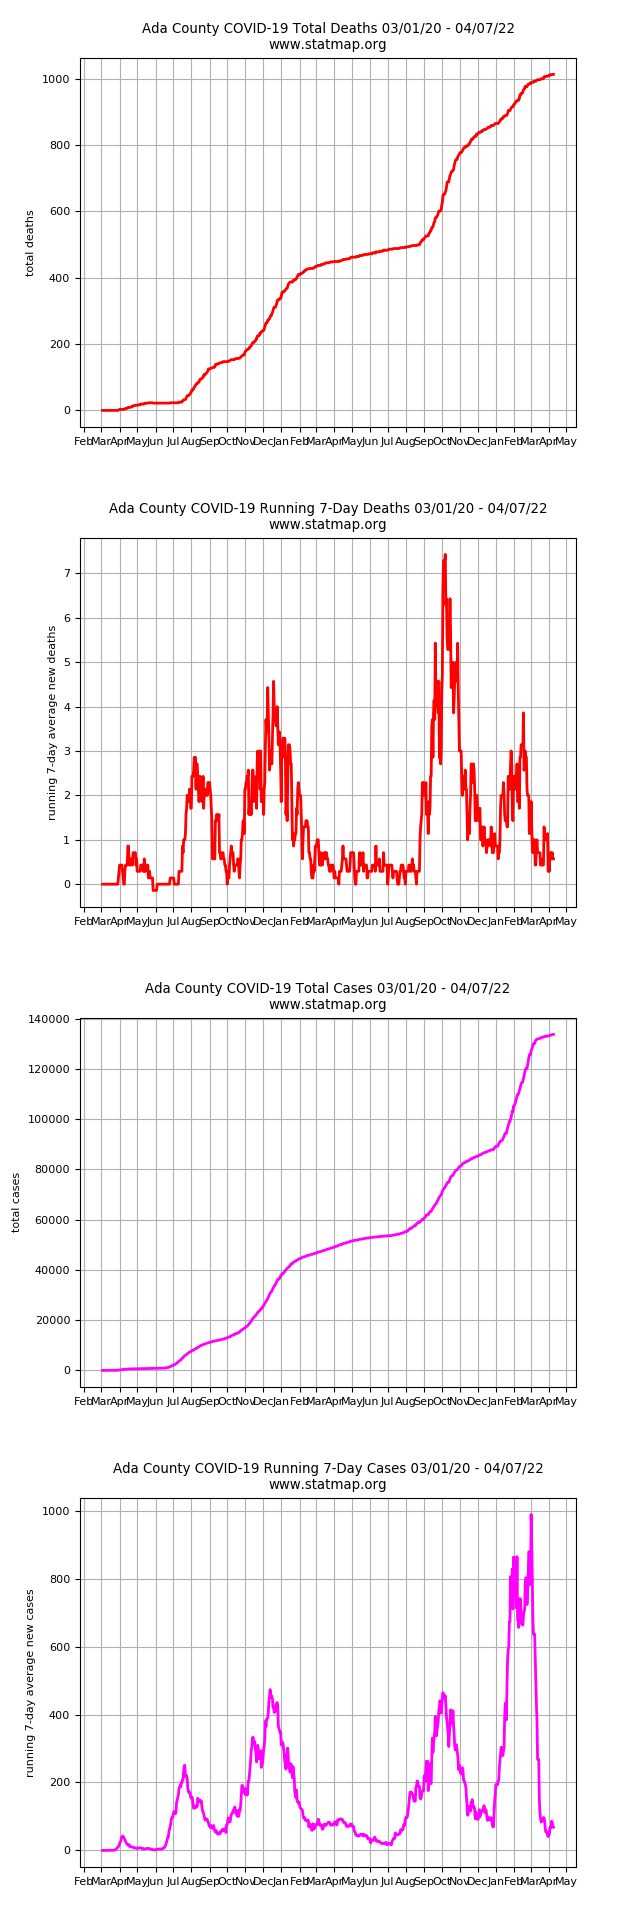 Ada County COVID-19 Total Deaths 03/01/20 - 04/07/22
www.statmap.org
1000
800
600
400
200
0
total deaths
Feb Mar Apr May Jun Jul Aug Sep Oct Nov Dec Jan Feb Mar Apr May Jun Jul Aug Sep Oct Nov Dec Jan Feb Mar Apr May
Ada County COVID-19 Running 7-Day Deaths 03/01/20 - 04/07/22
www.statmap.org
7
6
5
4
3
2
1
0
running 7-day average new deaths
Feb Mar Apr May Jun Jul Aug Sep Oct Nov Dec Jan Feb Mar Apr May Jun Jul Aug Sep Oct Nov Dec Jan Feb Mar Apr May
Ada County COVID-19 Total Cases 03/01/20 - 04/07/22
www.statmap.org
140000
120000
100000
80000
60000
40000
20000
0
total cases
Feb Mar Apr May Jun Jul Aug Sep Oct Nov Dec Jan Feb Mar Apr May Jun Jul Aug Sep Oct Nov Dec Jan Feb Mar Apr May
Ada County COVID-19 Running 7-Day Cases 03/01/20 - 04/07/22
www.statmap.org
1000
800
600
400
200
0
running 7-day average new cases
Feb Mar Apr May Jun Jul Aug Sep Oct Nov Dec Jan Feb Mar Apr May Jun Jul Aug Sep Oct Nov Dec Jan Feb Mar Apr May